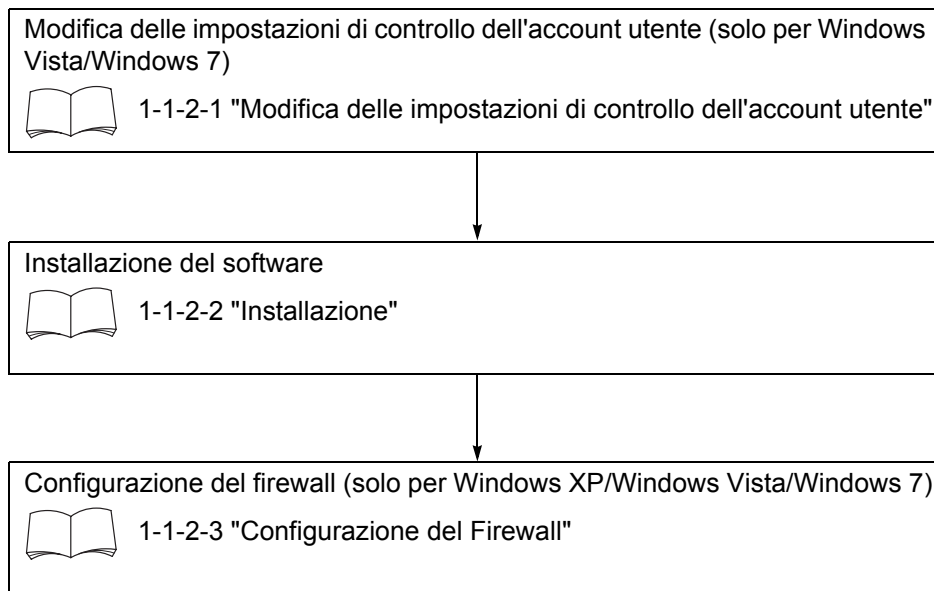 Modifica delle impostazioni di controllo dell'account utente (solo per Windows
Vista/Windows 7)
1-1-2-1 "Modifica delle impostazioni di controllo dell'account utente"
Installazione del software
1-1-2-2 "Installazione"
Configurazione del firewall (solo per Windows XP/Windows Vista/Windows 7)
1-1-2-3 "Configurazione del Firewall"